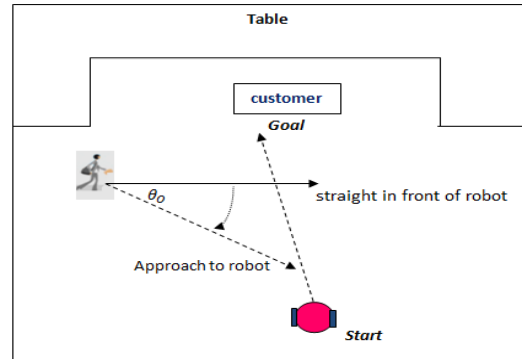 Table
customer
Goal
θo
straight in front of robot
Approach to robot
Start